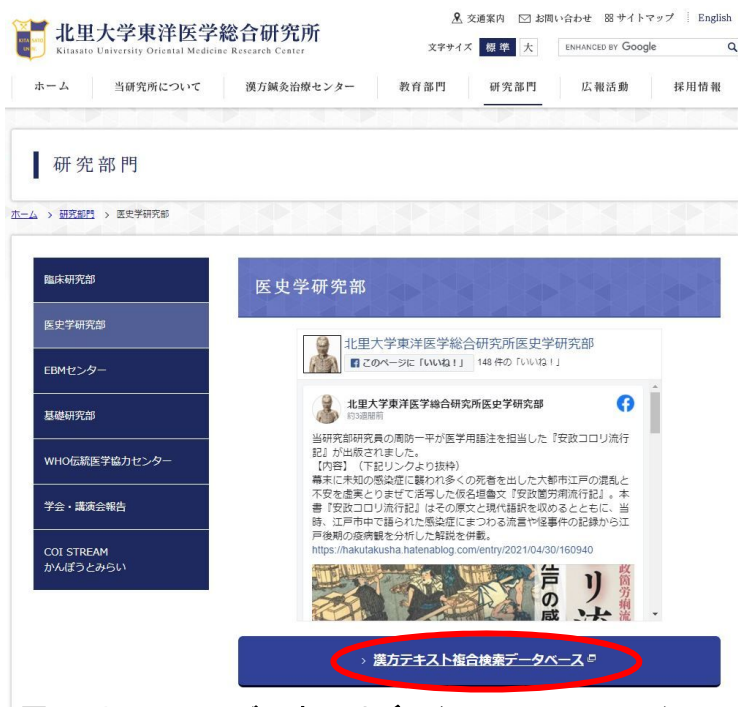 交通案内 お問い合わせ サイトマップ English
北里大学東洋医学総合研究所
Kitasato University Oriental Medicine Research Center
文字サイズ 標準 大 ENHANCED BY Google
ホーム 当研究所について 漢方鍼灸治療センター 教育部門 研究部門 広報活動 採用情報
研究部門
ホーム > 研究部門 > 医史学研究部
臨床研究部
医史学研究部
EBMセンター
基礎研究部
WHO伝統医学協力センター
学会・講演会報告
COI STREAM
かんぽうとみらい
医史学研究部
北里大学東洋医学総合研究所医史学研究部
このページに「いいね！」 148 件の「いいね！」
北里大学東洋医学総合研究所医史学研究部
約3週間前
当研究部研究員の周防一平が医学用語注を担当した『安政コロリ流行
記』が出版されました。
【内容】（下記リンクより抜粋）
幕末に未知の感染症に襲われ多くの死者を出した大都市江戸の混乱と
不安を虚実とりまぜて活写した仮名垣魯文『安政箇労痢流行記』。本
書『安政コロリ流行記』はその原文と現代語訳を収めるとともに、当
時、江戸市中で語られた感染症にまつわる流言や怪事件の記録から江
戸後期の疫病観を分析した解説を併載。
https://hakutakusha.hatenablog.com/entry/2021/04/30/160940
江戸の感
リ流
政箇労痢流
> 漢方テキスト複合検索データベース